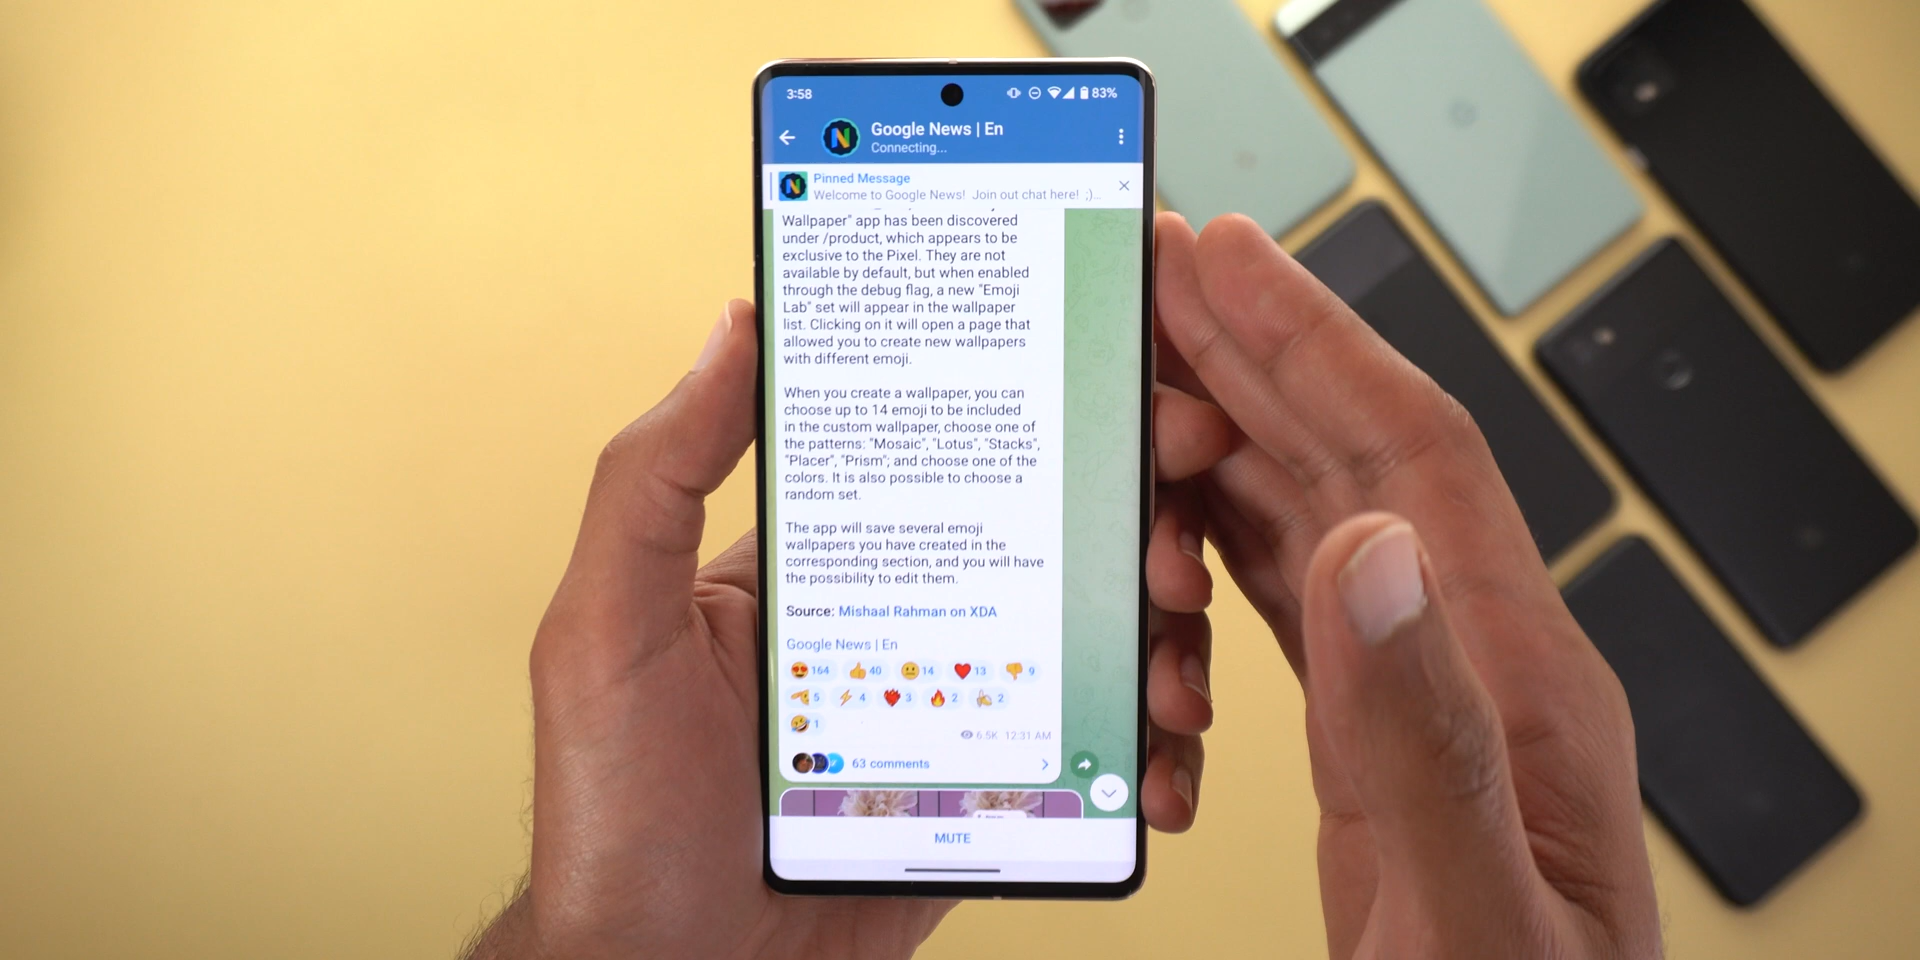 3:58
83%
Google News | En
Connecting...
Pinned Message
Welcome to Google News! Join out chat here! ;)...
Wallpaper" app has been discovered
under /product, which appears to be
exclusive to the Pixel. They are not
available by default, but when enabled
through the debug flag, a new "Emoji
Lab" set will appear in the wallpaper
list. Clicking on it will open a page that
allowed you to create new wallpapers
with different emoji.
When you create a wallpaper, you can
choose up to 14 emoji to be included
in the custom wallpaper, choose one of
the patterns: "Mosaic", "Lotus", "Stacks",
"Placer", "Prism"; and choose one of the
colors. It is also possible to choose a
random set.
The app will save several emoji
wallpapers you have created in the
corresponding section, and you will have
the possibility to edit them.
Source: Mishaal Rahman on XDA
Google News | En
164 40 14 13 9
5 4 3 2 2
1
6.5K 12:31 AM
63 comments
MUTE